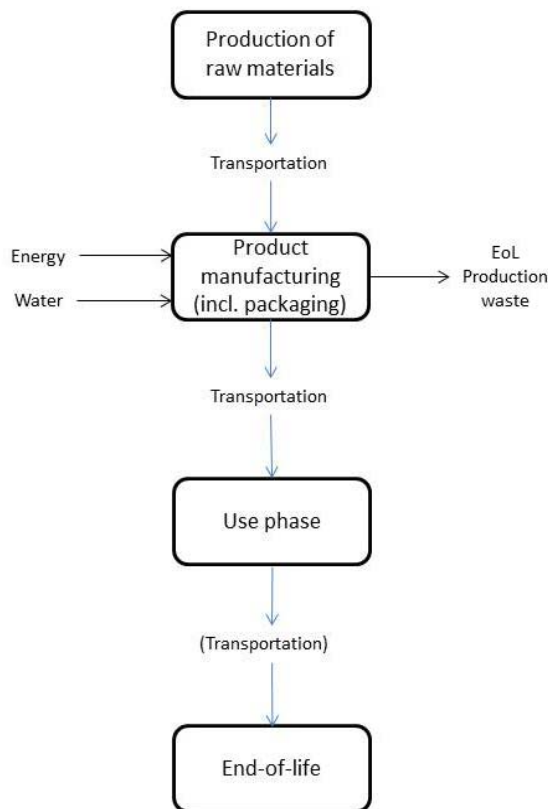 Production of
raw materials
Transportation
Energy
Water
Product
manufacturing
(incl. packaging)
EoL
Production
waste
Transportation
Use phase
(Transportation)
End-of-life